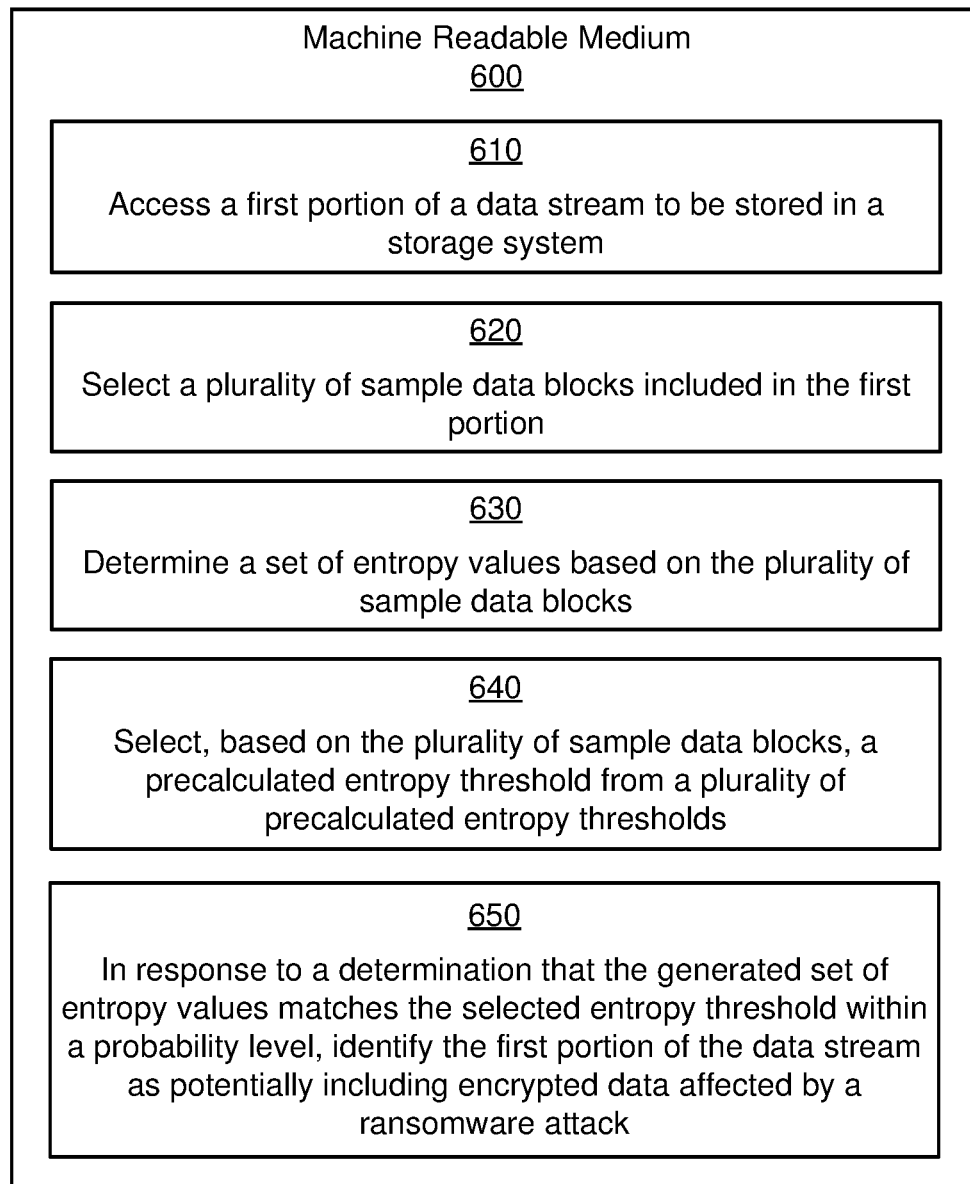 Machine Readable Medium
600
610
Access a first portion of a data stream to be stored in a
storage system
620
Select a plurality of sample data blocks included in the first
portion
630
Determine a set of entropy values based on the plurality of
sample data blocks
640
Select, based on the plurality of sample data blocks, a
precalculated entropy threshold from a plurality of
precalculated entropy thresholds
650
In response to a determination that the generated set of
entropy values matches the selected entropy threshold within
a probability level, identify the first portion of the data stream
as potentially including encrypted data affected by a
ransomware attack